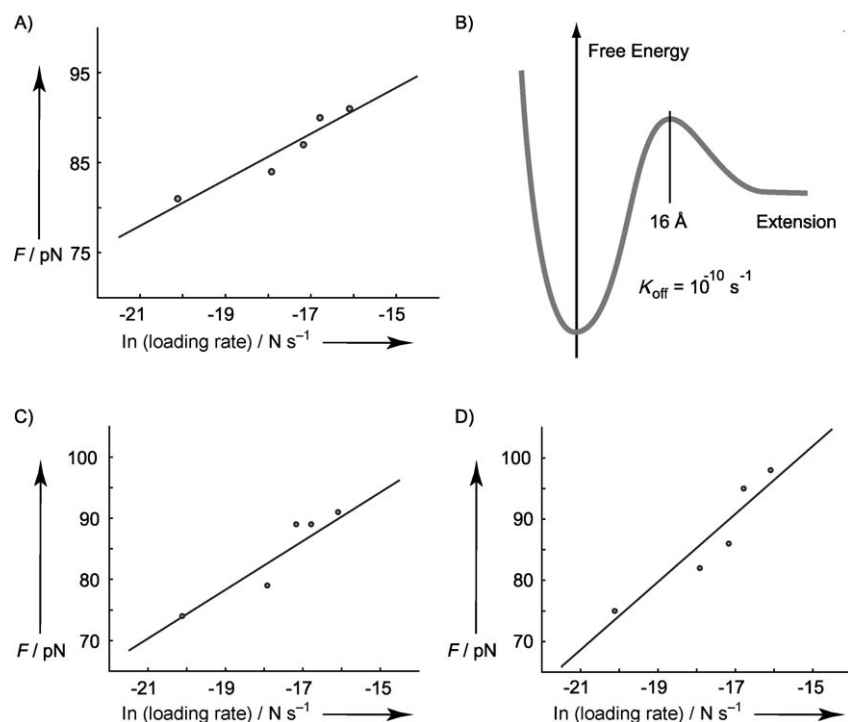 A)
95
85
75
F / pN
-21 -19 -17 -15
ln (loading rate) / N s⁻¹
B)
Free Energy
16 Å
Extension
Koff = 10⁻¹⁰ s⁻¹
C)
100
90
80
70
F / pN
-21 -19 -17 -15
ln (loading rate) / N s⁻¹
D)
100
90
80
70
F / pN
-21 -19 -17 -15
ln (loading rate) / N s⁻¹